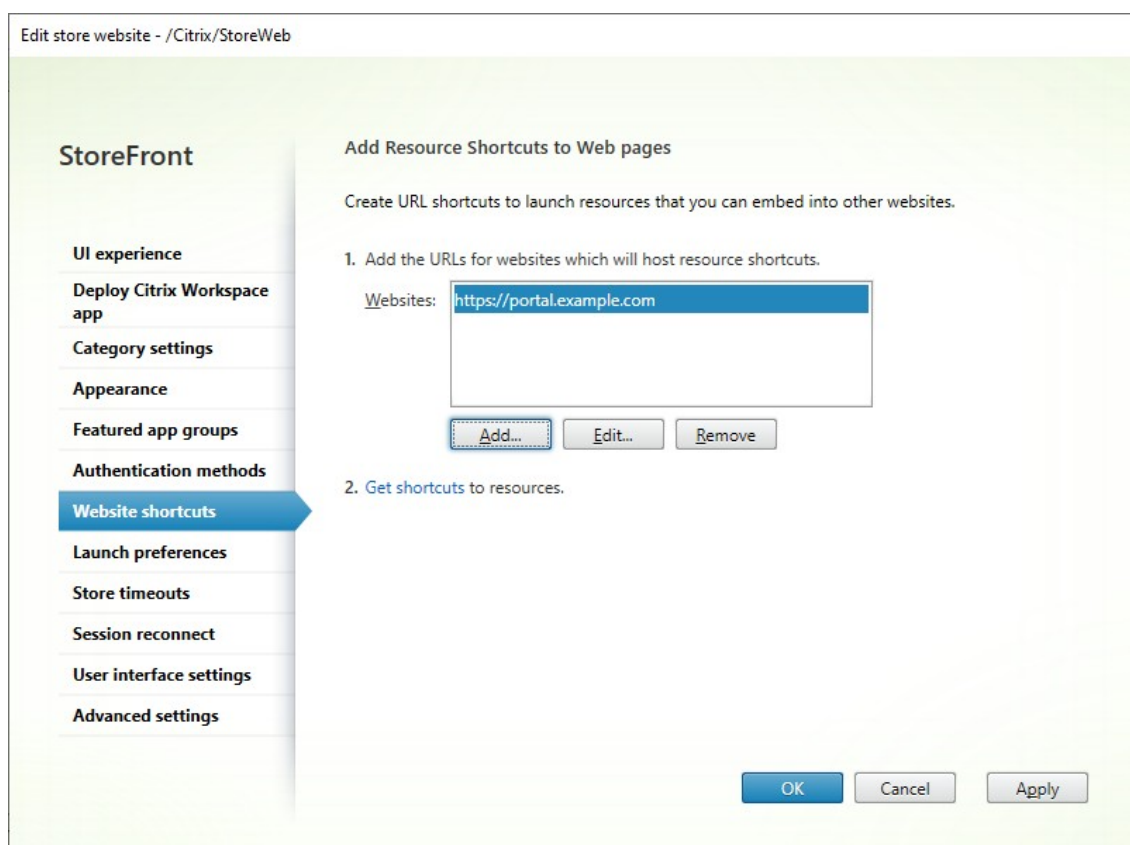 Edit store website - /Citrix/StoreWeb
StoreFront
UI experience
Deploy Citrix Workspace
app
Category settings
Appearance
Featured app groups
Authentication methods
Website shortcuts
Launch preferences
Store timeouts
Session reconnect
User interface settings
Advanced settings
Add Resource Shortcuts to Web pages
Create URL shortcuts to launch resources that you can embed into other websites.
1. Add the URLs for websites which will host resource shortcuts.
Websites: https://portal.example.com
Add... Edit... Remove
2. Get shortcuts to resources.
OK Cancel Apply